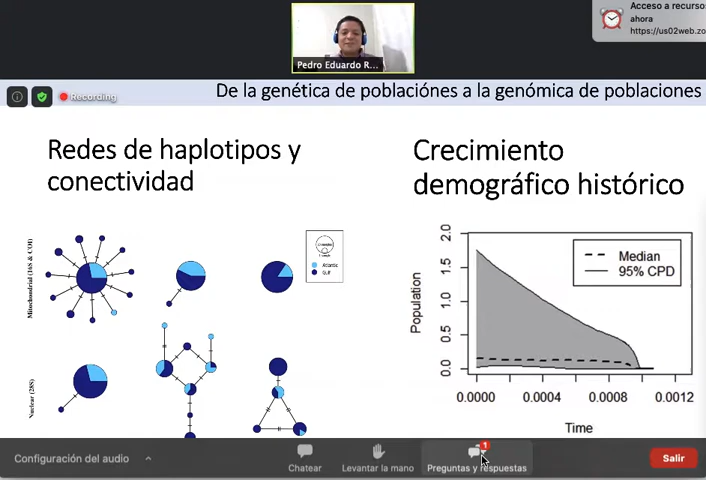 Acceso a recurso
ahora
https://us02web.zo
Pedro Eduardo R...
Recording
De la genética de poblaciónes a la genómica de poblaciones
Redes de haplotipos y
conectividad
Crecimiento
demográfico histórico
Mitochondrial (16S & COI)
Atlantic
Gulf
Nuclear (28S)
Population
2.0
1.5
1.0
0.5
0.0
Median
95% CPD
0.0000
0.0004
0.0008
0.0012
Time
Configuración del audio
Chatear
Levantar la mano
1
Preguntas y respuestas
Salir